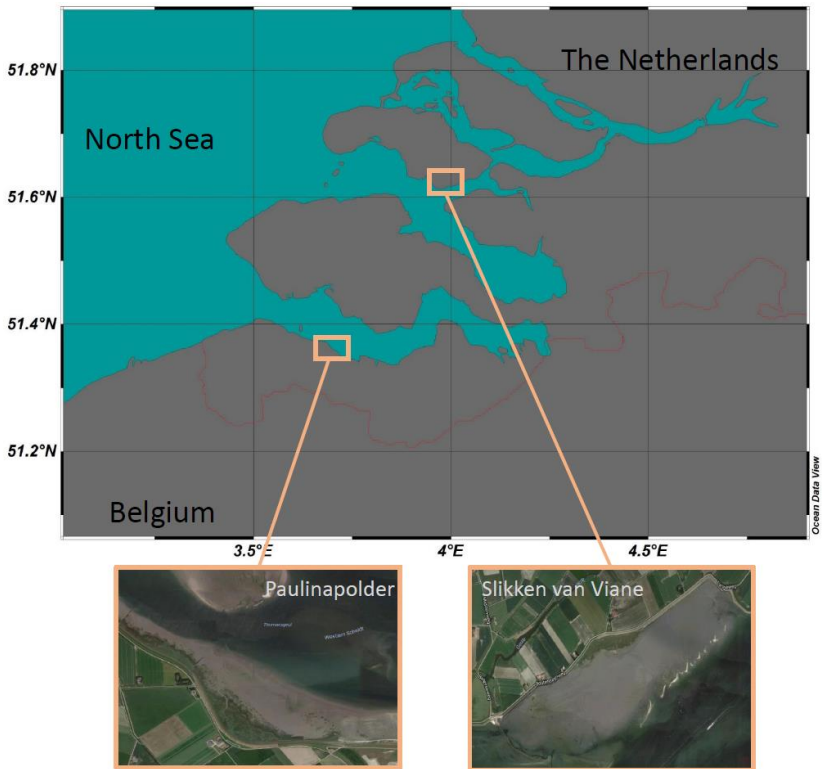 51.8°N
51.6°N
51.4°N
51.2°N
The Netherlands
North Sea
Belgium
3.5°E
4°E
4.5°E
Ocean Data View
Paulinapolder
Slikken van Viane